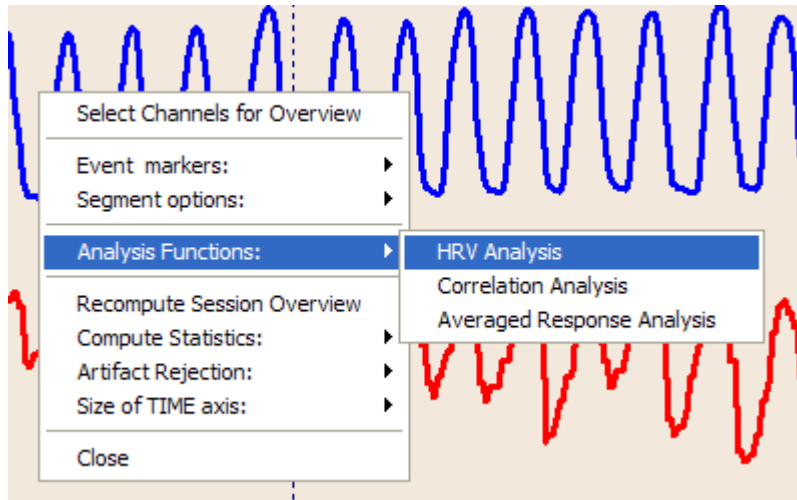 Select Channels for Overview
Event markers:
Segment options:
Analysis Functions:
HRV Analysis
Correlation Analysis
Averaged Response Analysis
Recompute Session Overview
Compute Statistics:
Artifact Rejection:
Size of TIME axis:
Close